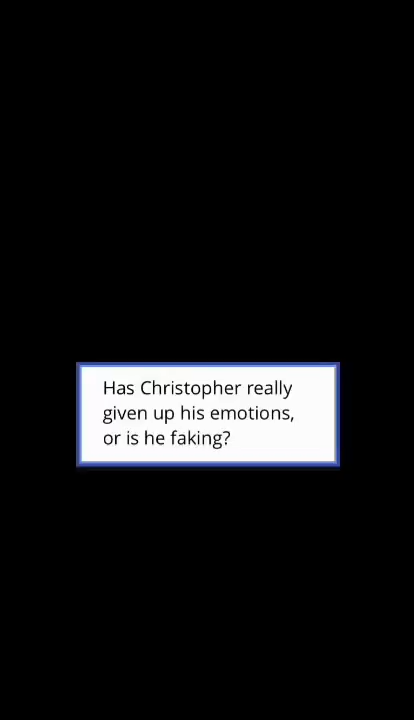 Has Christopher really
given up his emotions,
or is he faking?